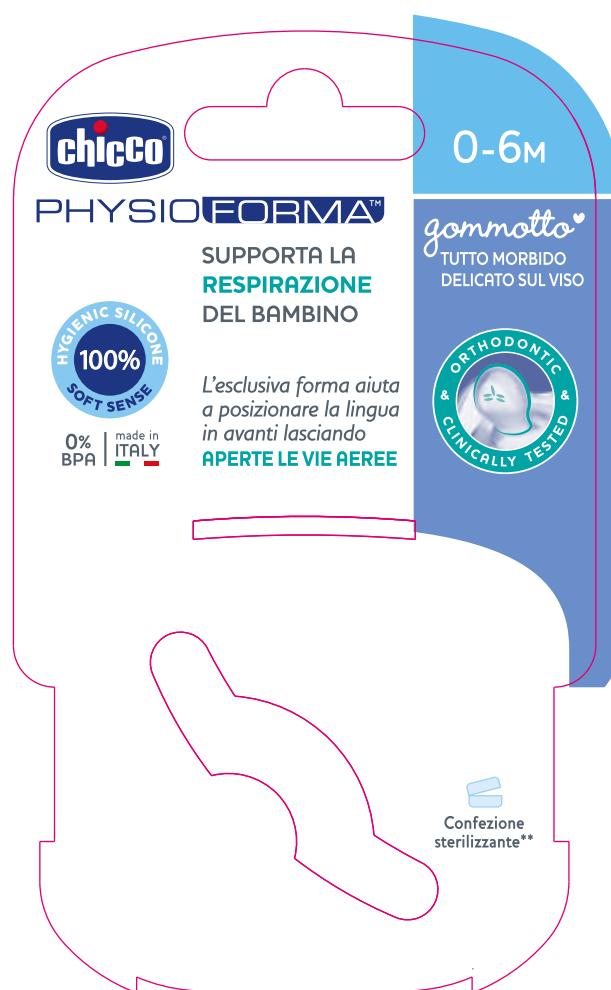 chicco
0-6M
PHYSIOFORMA™
gommotto
TUTTO MORBIDO
DELICATO SUL VISO
SUPPORTA LA
RESPIRAZIONE
DEL BAMBINO
HYGIENIC SILICONE
100%
SOFT SENSE
ORTHODONTIC
& CLINICALLY TESTED &
L'esclusiva forma aiuta
a posizionare la lingua
in avanti lasciando
APERTE LE VIE AEREE
0%
BPA
made in
ITALY
Confezione
sterilizzante**